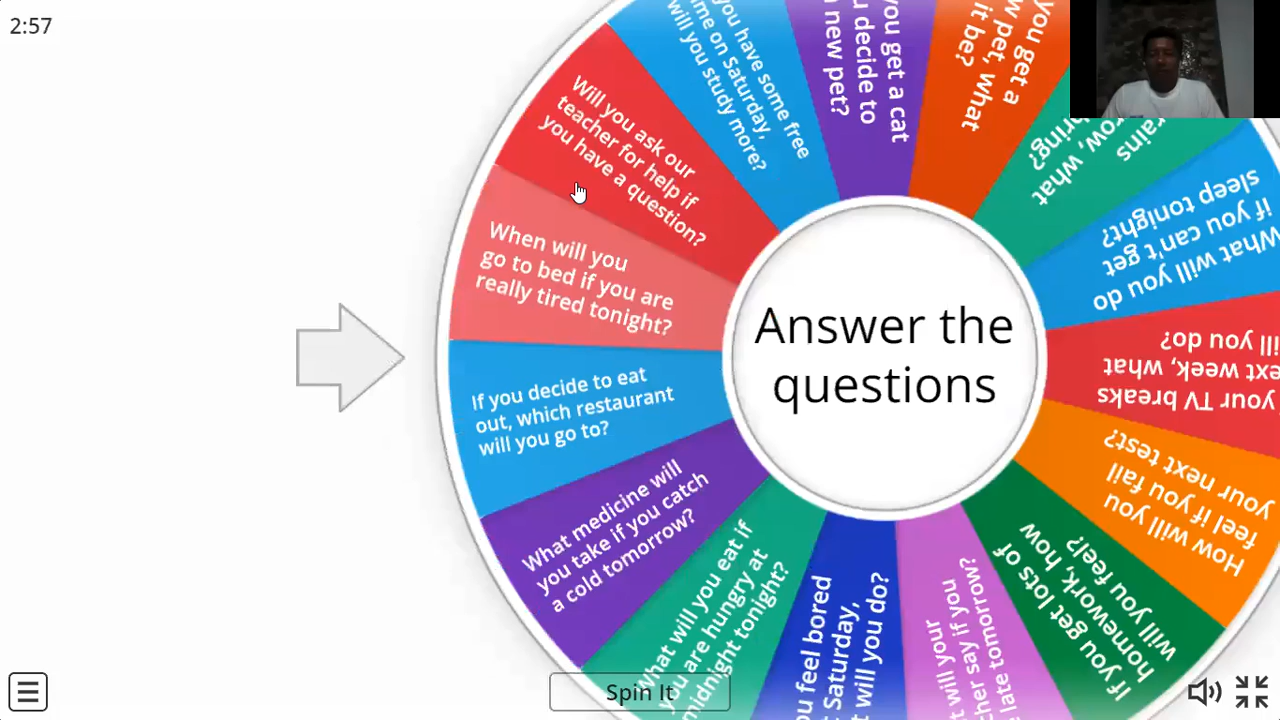 2:57
Will you ask our
teacher for help if
you have a question?
When will you
go to bed if you are
really tired tonight?
If you decide to eat
out, which restaurant
will you go to?
What medicine will
you take if you catch
a cold tomorrow?
What will you eat if
you are hungry at
midnight tonight?
feel bored
Saturday,
will you do?
will your
say if you
late tomorrow?
If you get lots of
homework, how
will you feel?
How will you
feel if you fail
your next test?
your TV breaks
week, what
you do?
What will you do
if you can't get
sleep tonight?
what
you get a
pet, what
it be?
you get a cat
decide to
new pet?
you have some free
on Saturday,
will you study more?
Answer the
questions
Spin It